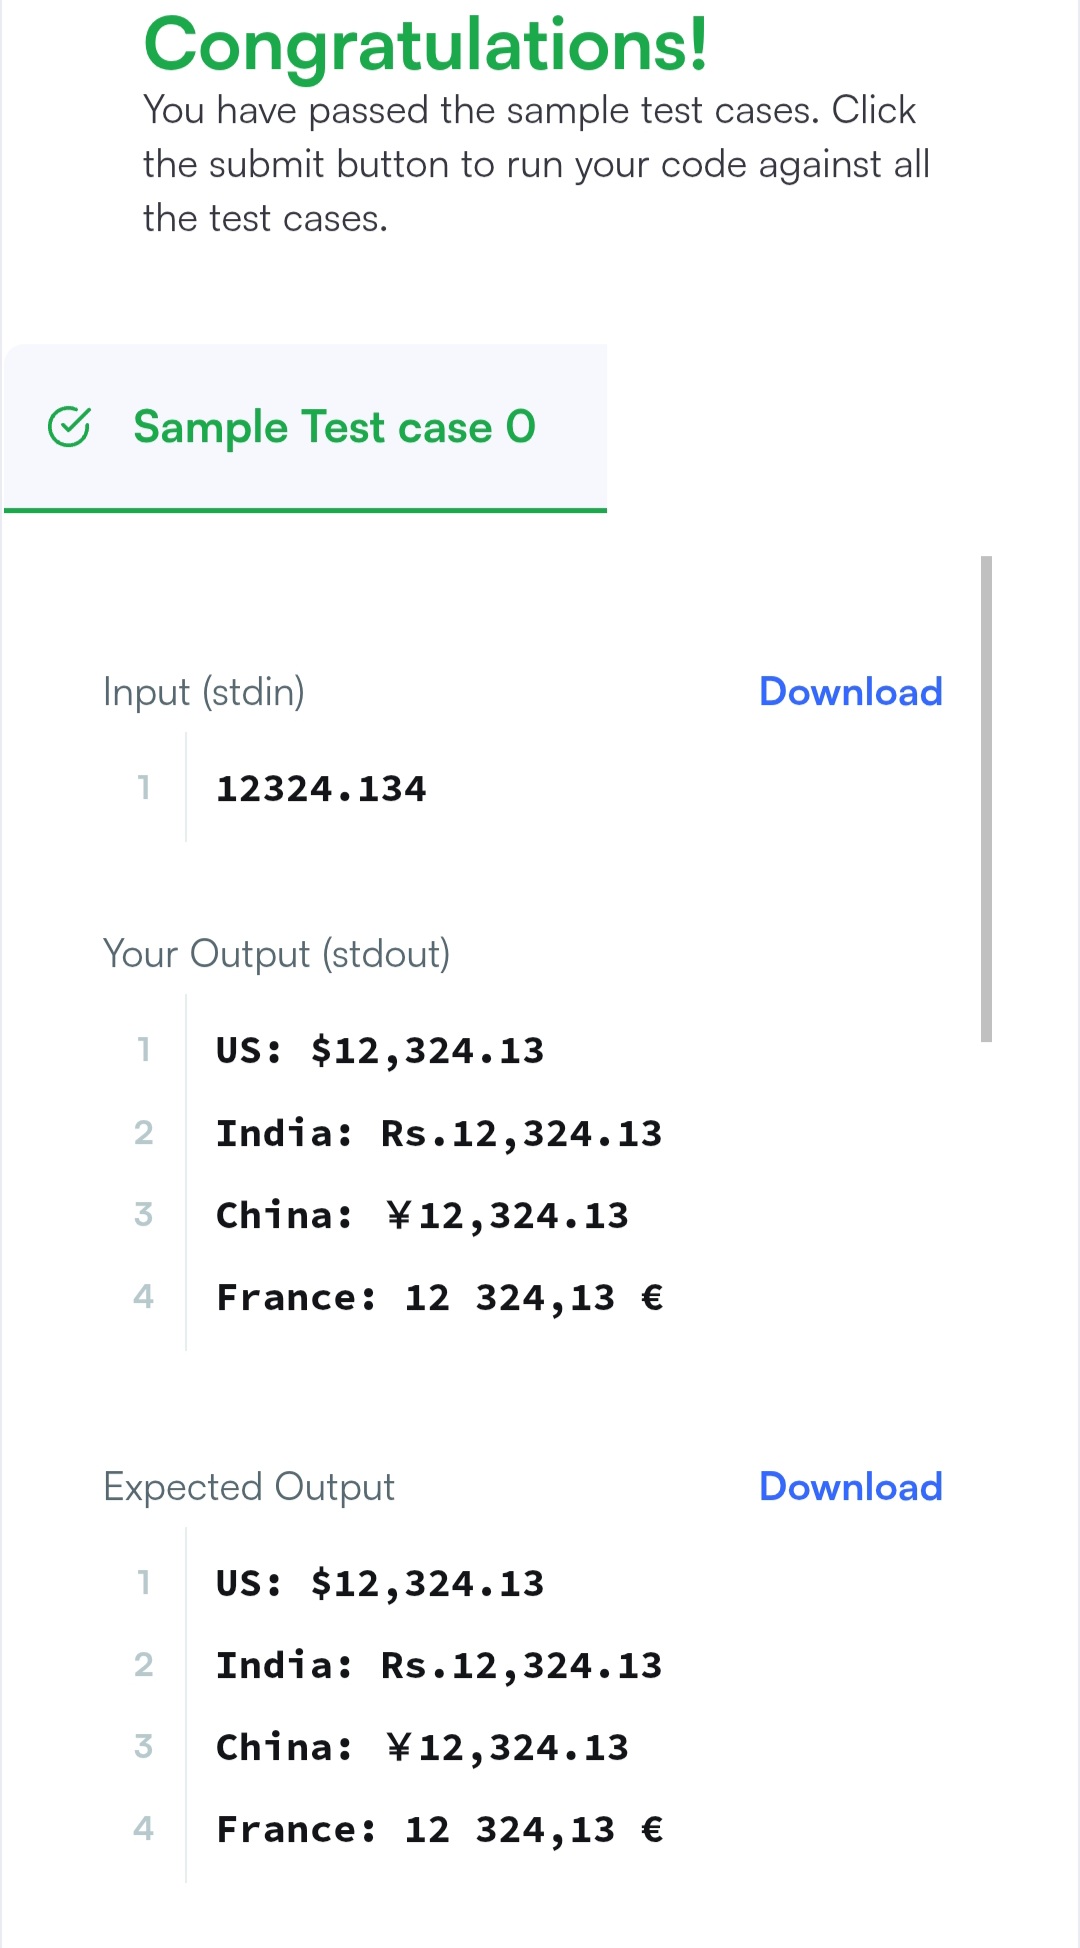 Congratulations!
You have passed the sample test cases. Click
the submit button to run your code against all
the test cases.
Sample Test case 0
Input (stdin)
Download
1 12324.134
Your Output (stdout)
1 US: $12,324.13
2 India: Rs.12,324.13
3 China: ￥12,324.13
4 France: 12 324,13 €
Expected Output
Download
1 US: $12,324.13
2 India: Rs.12,324.13
3 China: ￥12,324.13
4 France: 12 324,13 €